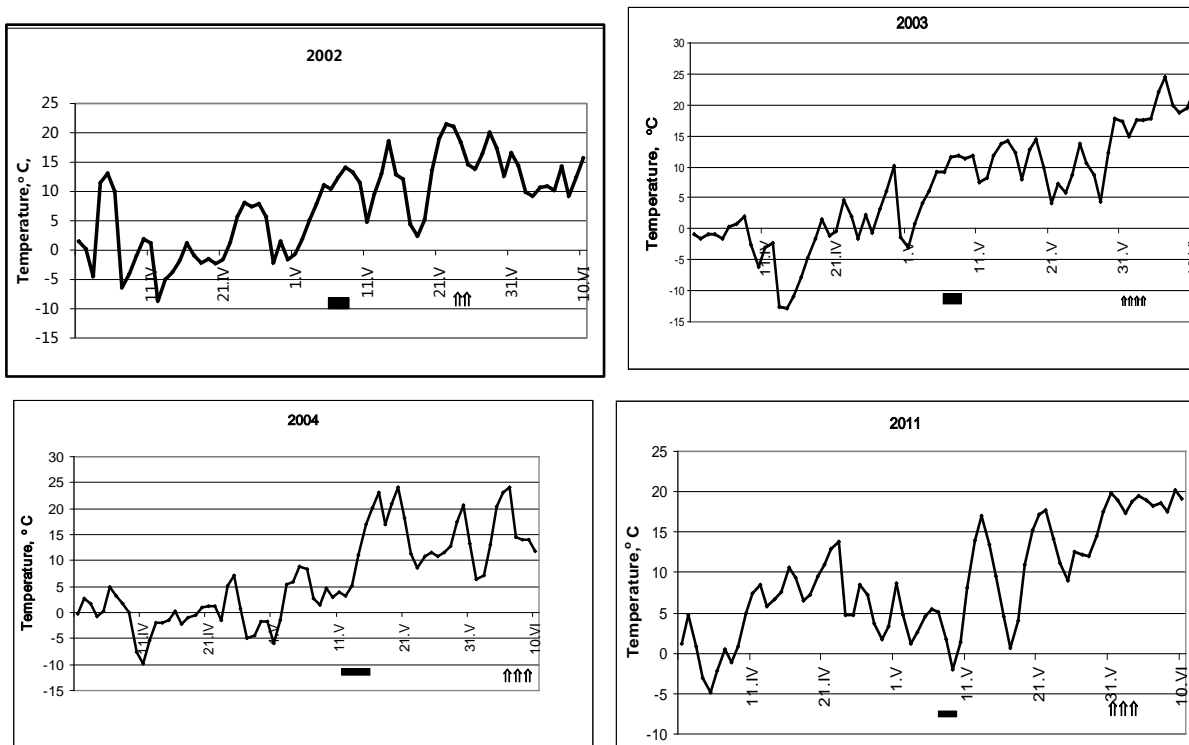 2002
Temperature,° C,
25
20
15
10
5
0
-5
-10
-15
11.IV
21.IV
1.V
11.V
21.V
31.V
10.VI
2003
Temperature, °C
30
25
20
15
10
5
0
-5
-10
-15
11.IV
21.IV
1.V
11.V
21.V
31.V
2004
Temperature, ° C
30
25
20
15
10
5
0
-5
-10
-15
11.IV
21.IV
1.V
11.V
21.V
31.V
10.VI
2011
Temperature,° C
25
20
15
10
5
0
-5
-10
11.IV
21.IV
1.V
11.V
21.V
31.V
10.VI